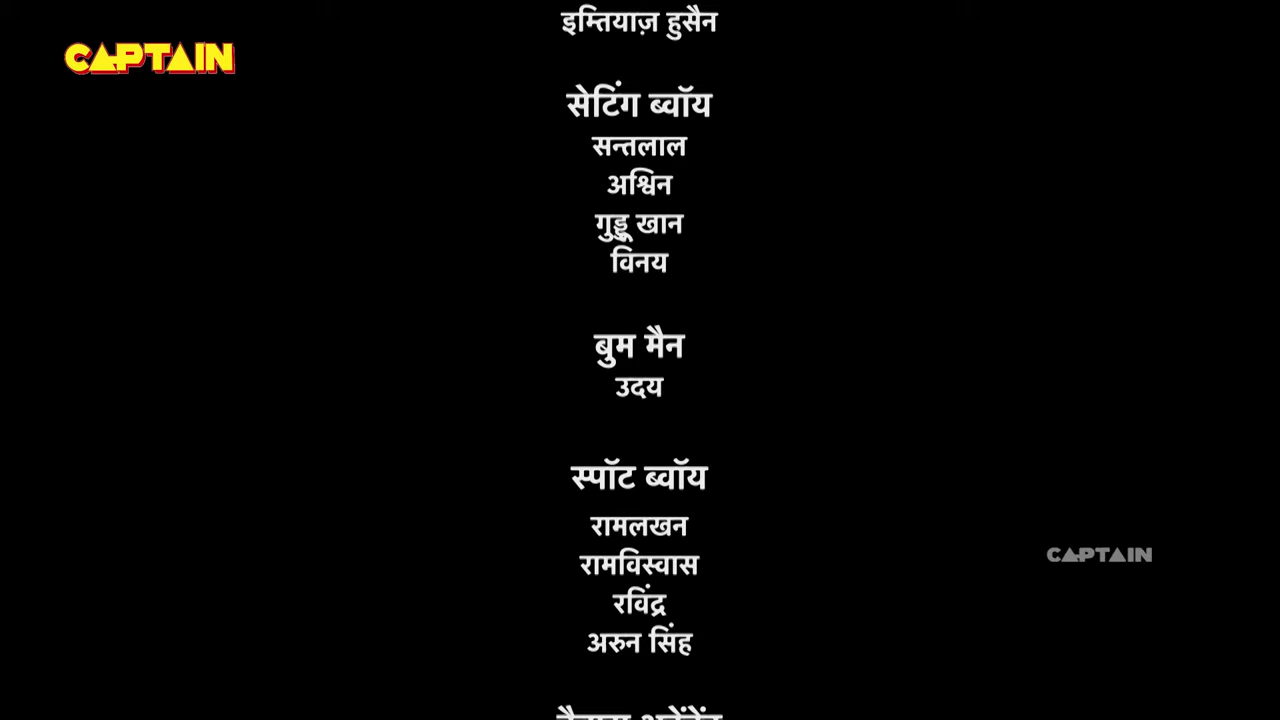 इम्तियाज़ हुसैन
CAPTAIN
सेटिंग ब्वॉय
सन्तलाल
अश्विन
गुड्डू खान
विनय
बुम मैन
उदय
स्पॉट ब्वॉय
रामलखन
रामविस्वास
CAPTAIN
रविंद्र
अरुन सिंह